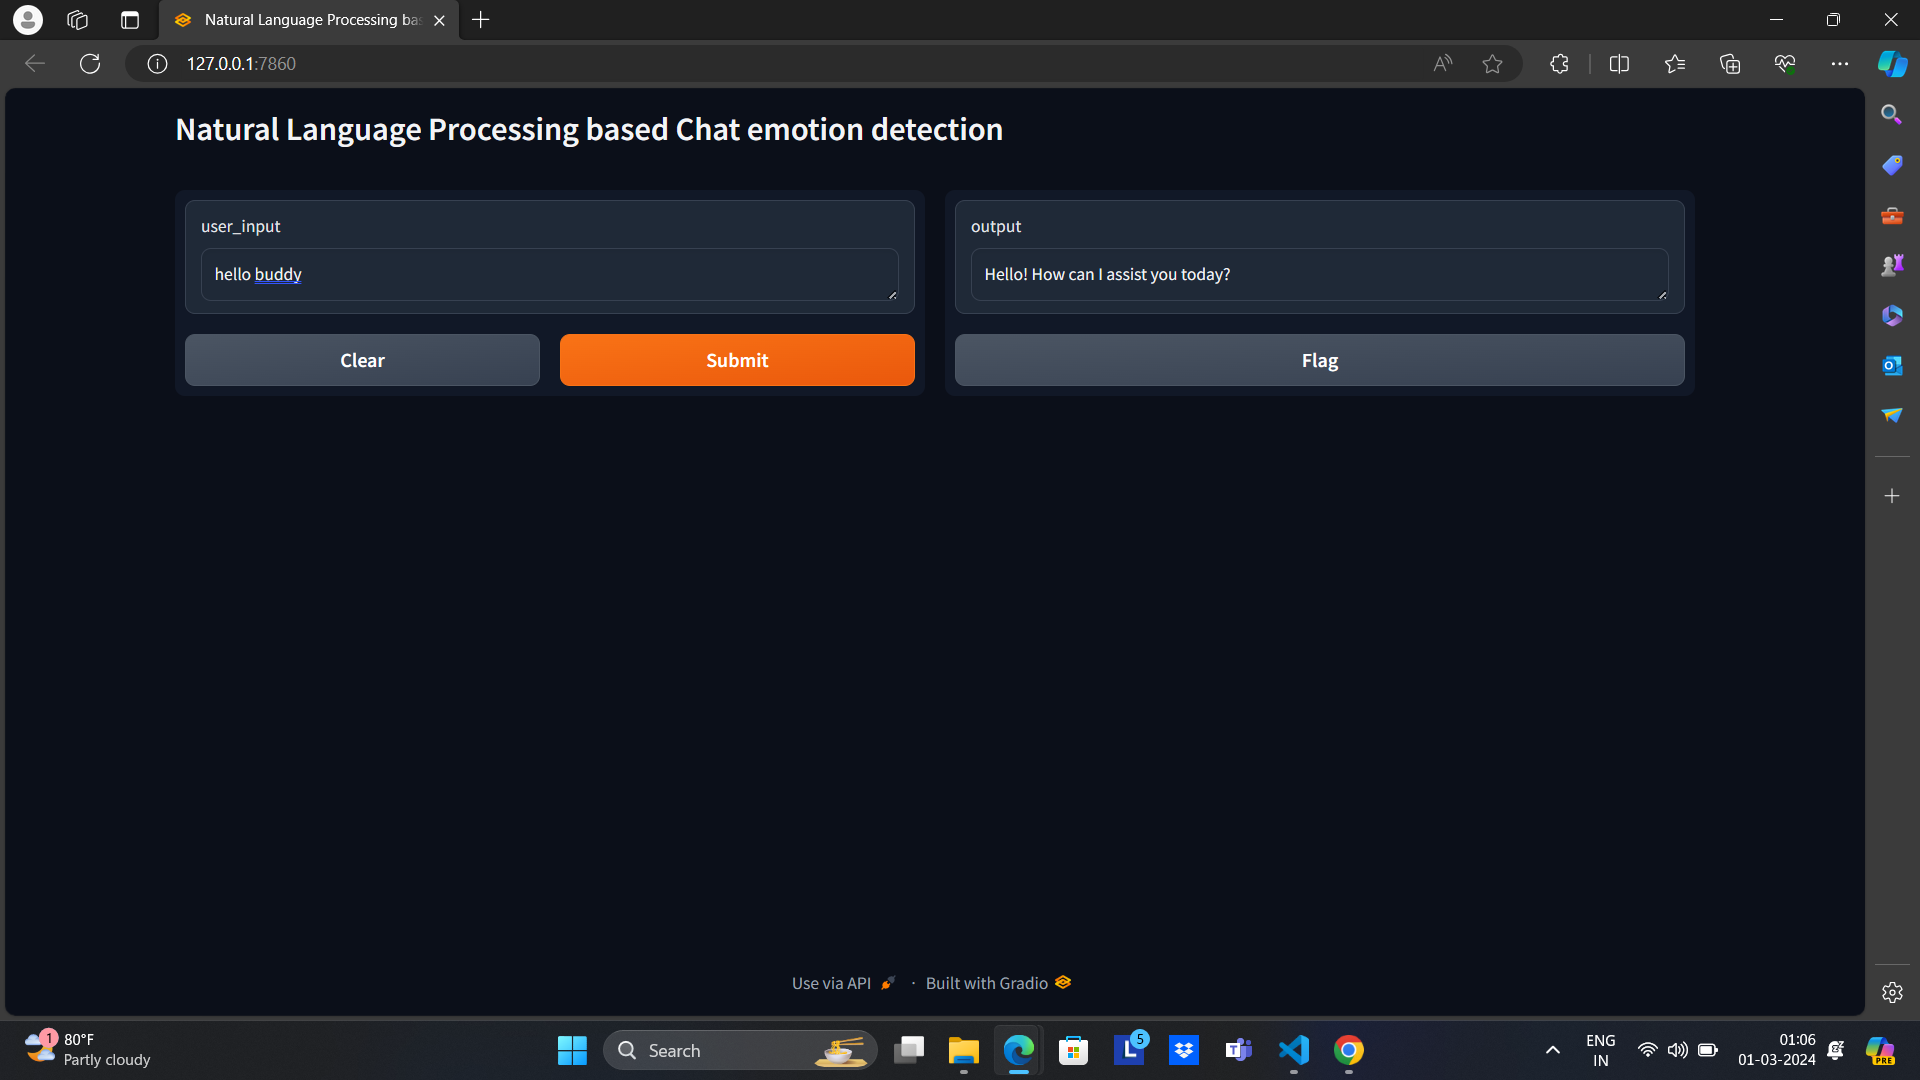 Natural Language Processing ba
127.0.0.1:7860
Natural Language Processing based Chat emotion detection
user_input
output
hello buddy
Hello! How can I assist you today?
Clear
Submit
Flag
Use via API · Built with Gradio
1
80°F
Partly cloudy
Search
L
5
T
ENG
IN
01:06
01-03-2024
PRE